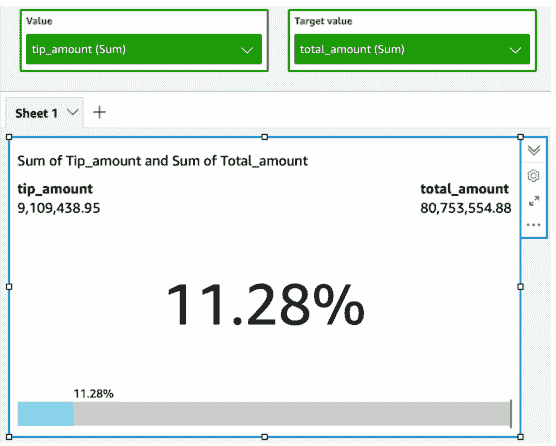 Value
Target value
tip_amount (Sum)
total_amount (Sum)
Sheet 1
Sum of Tip_amount and Sum of Total_amount
tip_amount
total_amount
9,109,438.95
80,753,554.88
11.28%
11.28%